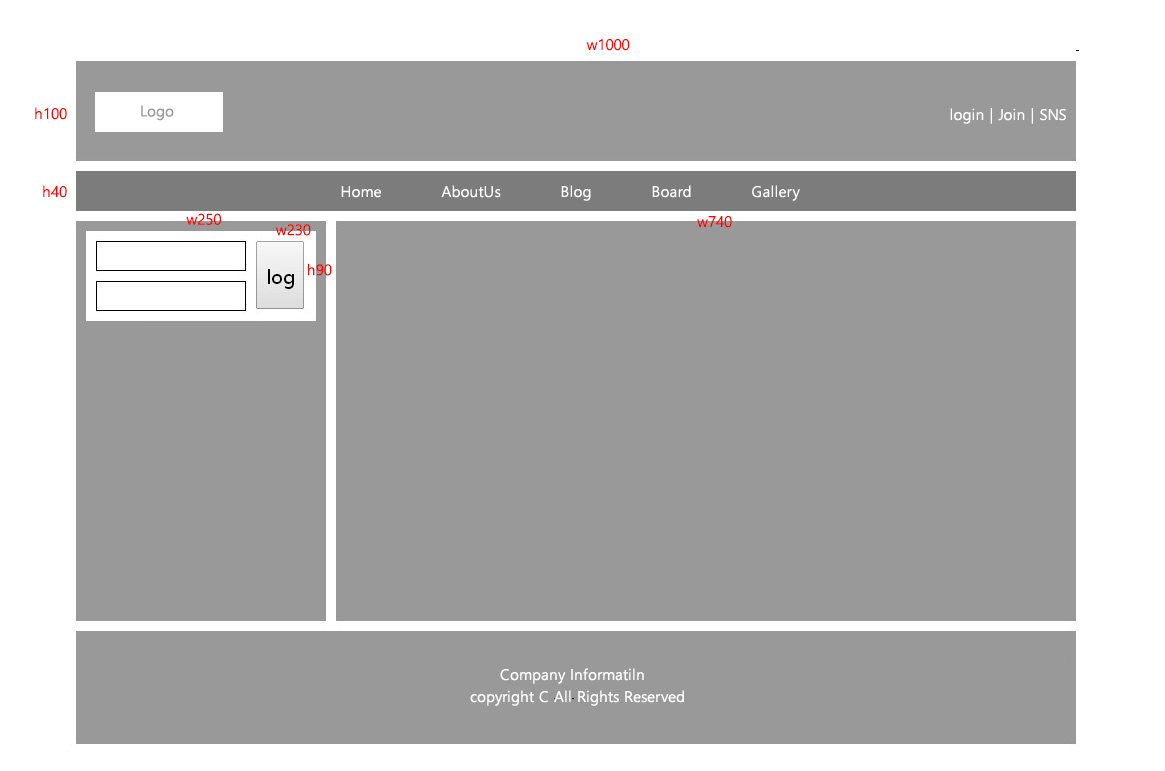 w1000
h100
Logo
login | Join | SNS
h40
Home AboutUs Blog Board Gallery
w250
w230
w740
h90
log
Company Informatiln
copyright C All Rights Reserved